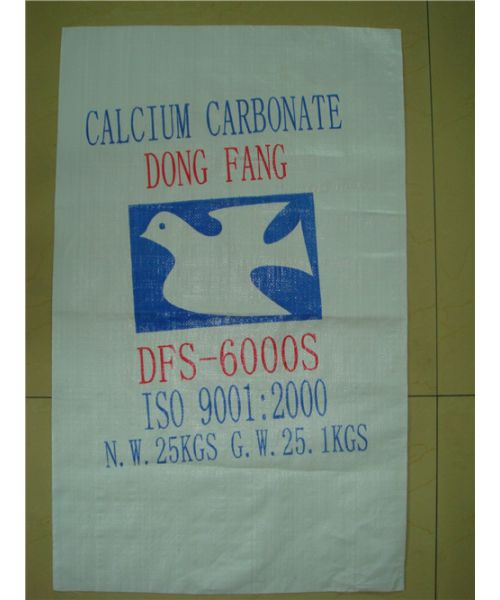 CALCIUM CARBONATE
DONG FANG
DFS-6000S
ISO 9001:2000
N.W.25KGS G.W.25.1KGS